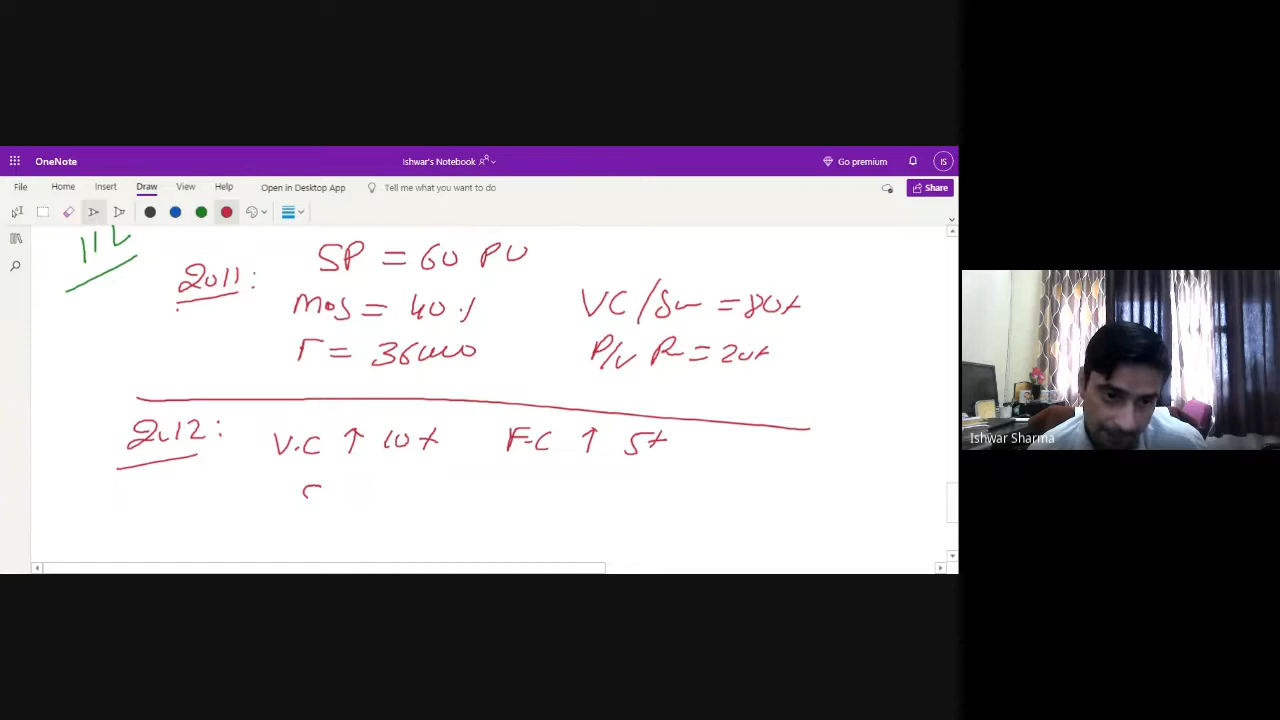 OneNote
Ishwar's Notebook
Go premium
IS
File Home Insert Draw View Help Open in Desktop App Tell me what you want to do
Share
112
2011:
SP = 60 PU
MOS = 40%
F = 36000
VC/Sales = 80%
P/V R = 20%
2012:
V.C ↑ 10% F.C ↑ 5%
Ishwar Sharma